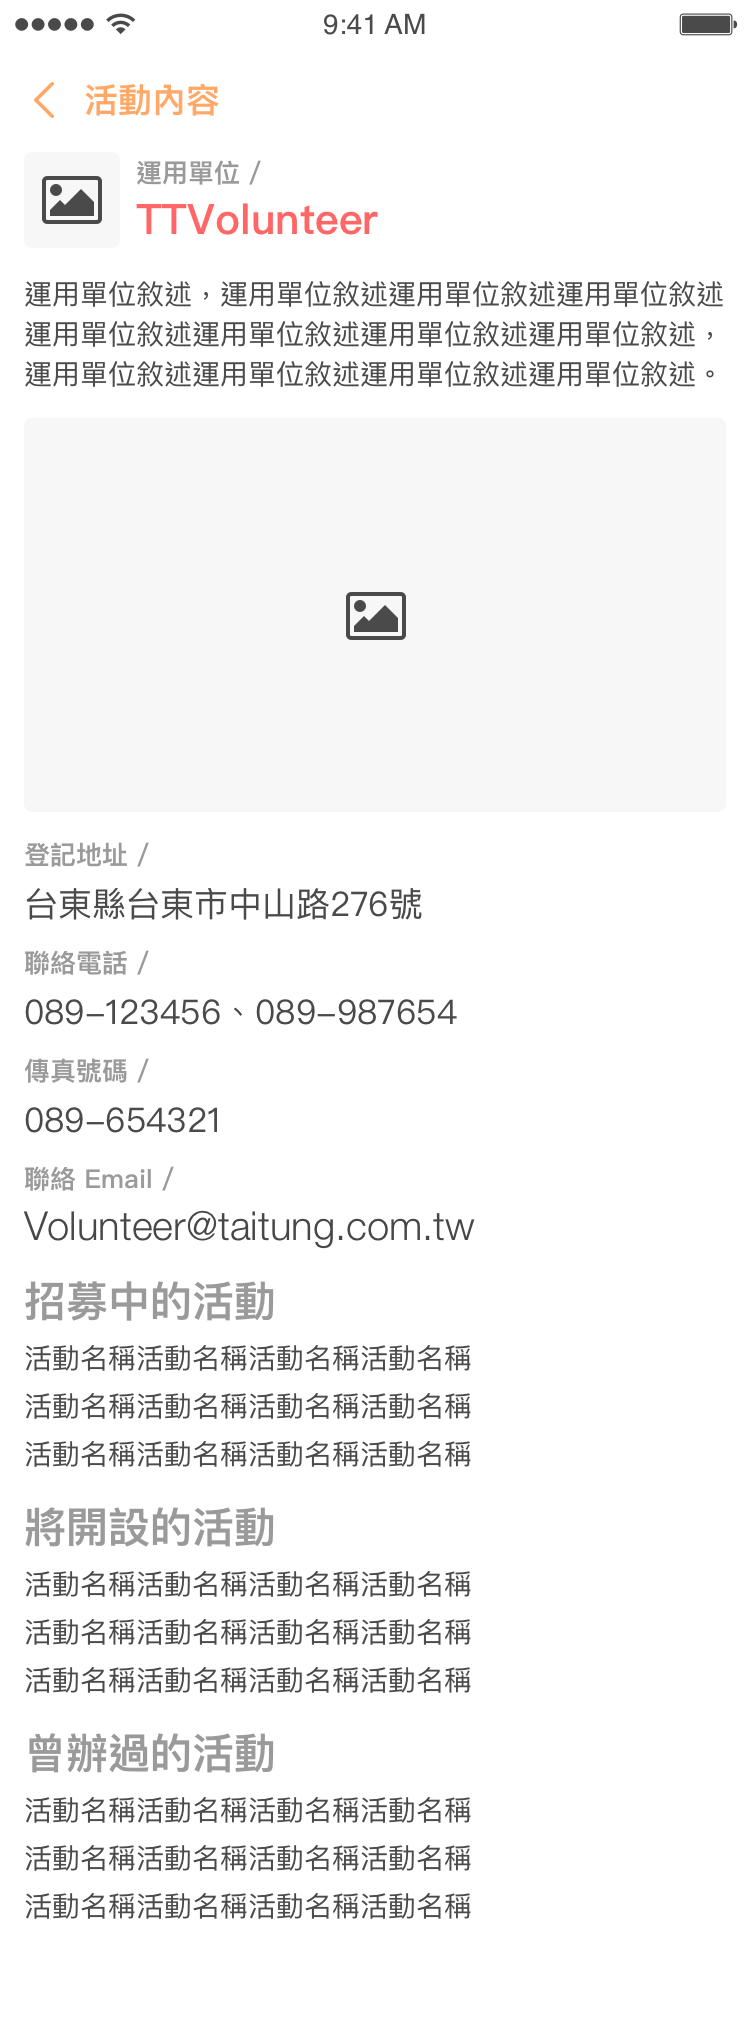 9:41 AM
活動內容
運用單位 /
TTVolunteer
運用單位敘述，運用單位敘述運用單位敘述運用單位敘述
運用單位敘述運用單位敘述運用單位敘述運用單位敘述，
運用單位敘述運用單位敘述運用單位敘述運用單位敘述。
登記地址 /
台東縣台東市中山路276號
聯絡電話 /
089–123456、089–987654
傳真號碼 /
089–654321
聯絡 Email /
Volunteer@taitung.com.tw
招募中的活動
活動名稱活動名稱活動名稱活動名稱
活動名稱活動名稱活動名稱活動名稱
活動名稱活動名稱活動名稱活動名稱
將開設的活動
活動名稱活動名稱活動名稱活動名稱
活動名稱活動名稱活動名稱活動名稱
活動名稱活動名稱活動名稱活動名稱
曾辦過的活動
活動名稱活動名稱活動名稱活動名稱
活動名稱活動名稱活動名稱活動名稱
活動名稱活動名稱活動名稱活動名稱